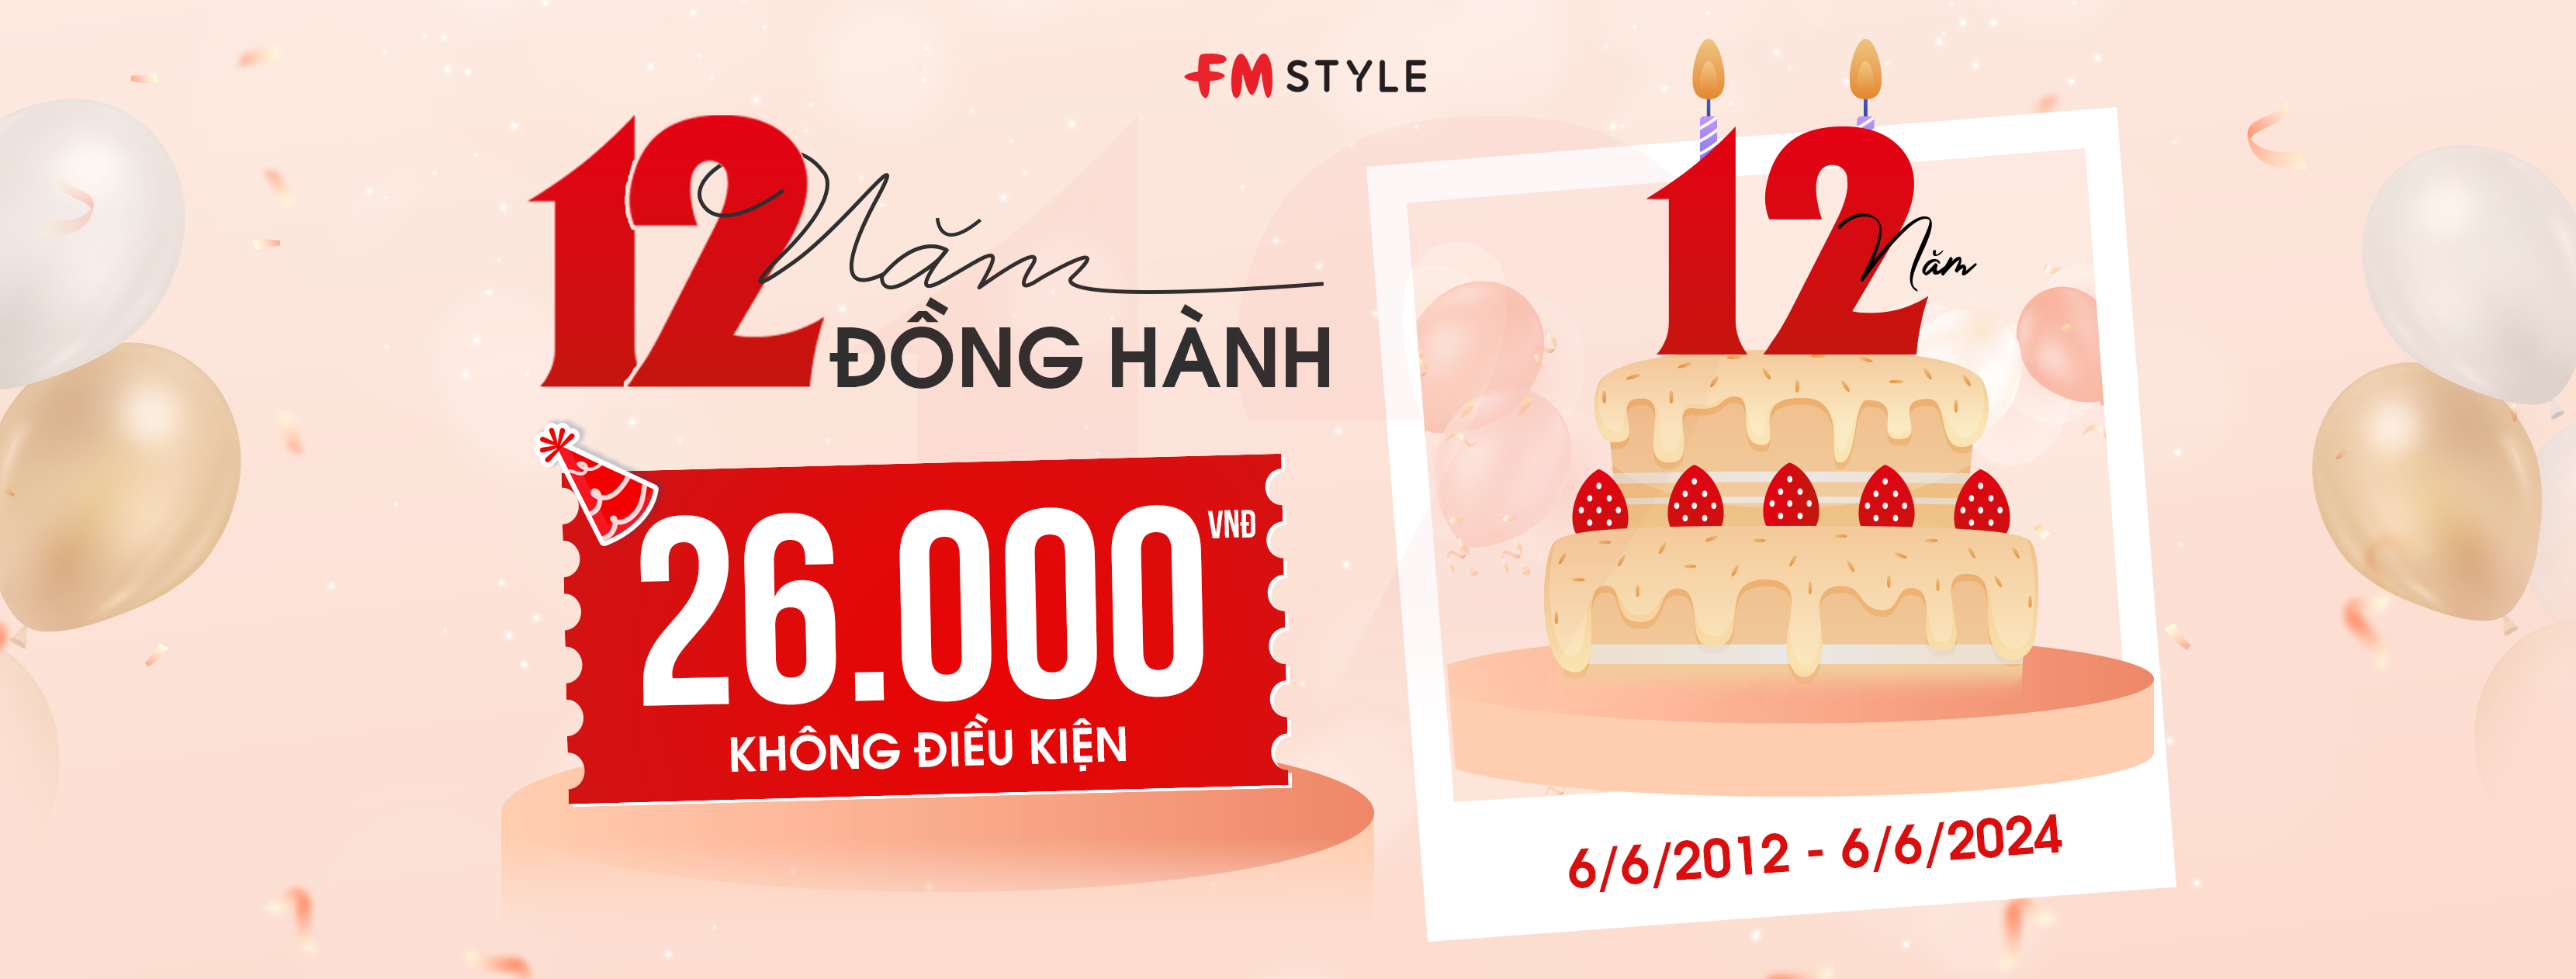 FM STYLE
12 Năm
ĐỒNG HÀNH
26.000 VNĐ
KHÔNG ĐIỀU KIỆN
12 Năm
6/6/2012 - 6/6/2024